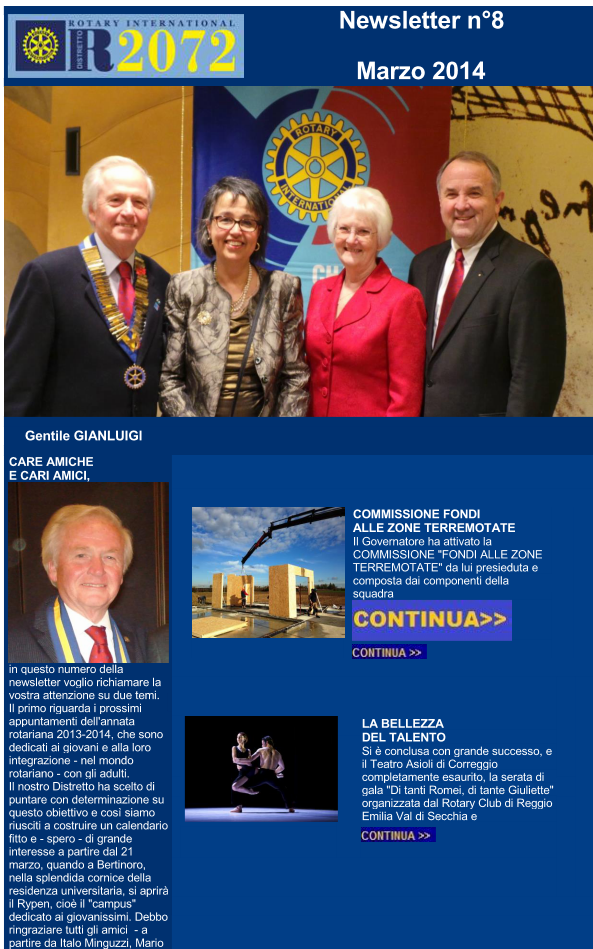 ROTARY INTERNATIONAL
DISTRETTO
R2072
Newsletter n°8
Marzo 2014
ROTARY
INTERNATIONAL
Gentile GIANLUIGI
CARE AMICHE
E CARI AMICI,
in questo numero della
newsletter voglio richiamare la
vostra attenzione su due temi.
Il primo riguarda i prossimi
appuntamenti dell'annata
rotariana 2013-2014, che sono
dedicati ai giovani e alla loro
integrazione - nel mondo
rotariano - con gli adulti.
Il nostro Distretto ha scelto di
puntare con determinazione su
questo obiettivo e così siamo
riusciti a costruire un calendario
fitto e - spero - di grande
interesse a partire dal 21
marzo, quando a Bertinoro,
nella splendida cornice della
residenza universitaria, si aprirà
il Rypen, cioè il "campus"
dedicato ai giovanissimi. Debbo
ringraziare tutti gli amici - a
partire da Italo Minguzzi, Mario
COMMISSIONE FONDI
ALLE ZONE TERREMOTATE
Il Governatore ha attivato la
COMMISSIONE "FONDI ALLE ZONE
TERREMOTATE" da lui presieduta e
composta dai componenti della
squadra
CONTINUA>>
CONTINUA >>
LA BELLEZZA
DEL TALENTO
Si è conclusa con grande successo, e
il Teatro Asioli di Correggio
completamente esaurito, la serata di
gala "Di tanti Romei, di tante Giuliette"
organizzata dal Rotary Club di Reggio
Emilia Val di Secchia e
CONTINUA >>